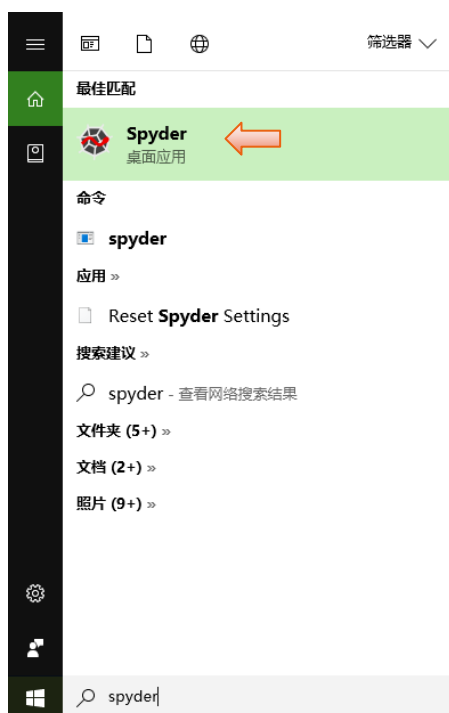 筛选器
最佳匹配
Spyder
桌面应用
命令
spyder
应用 »
Reset Spyder Settings
搜索建议 »
spyder - 查看网络搜索结果
文件夹 (5+) »
文档 (2+) »
照片 (9+) »
spyder